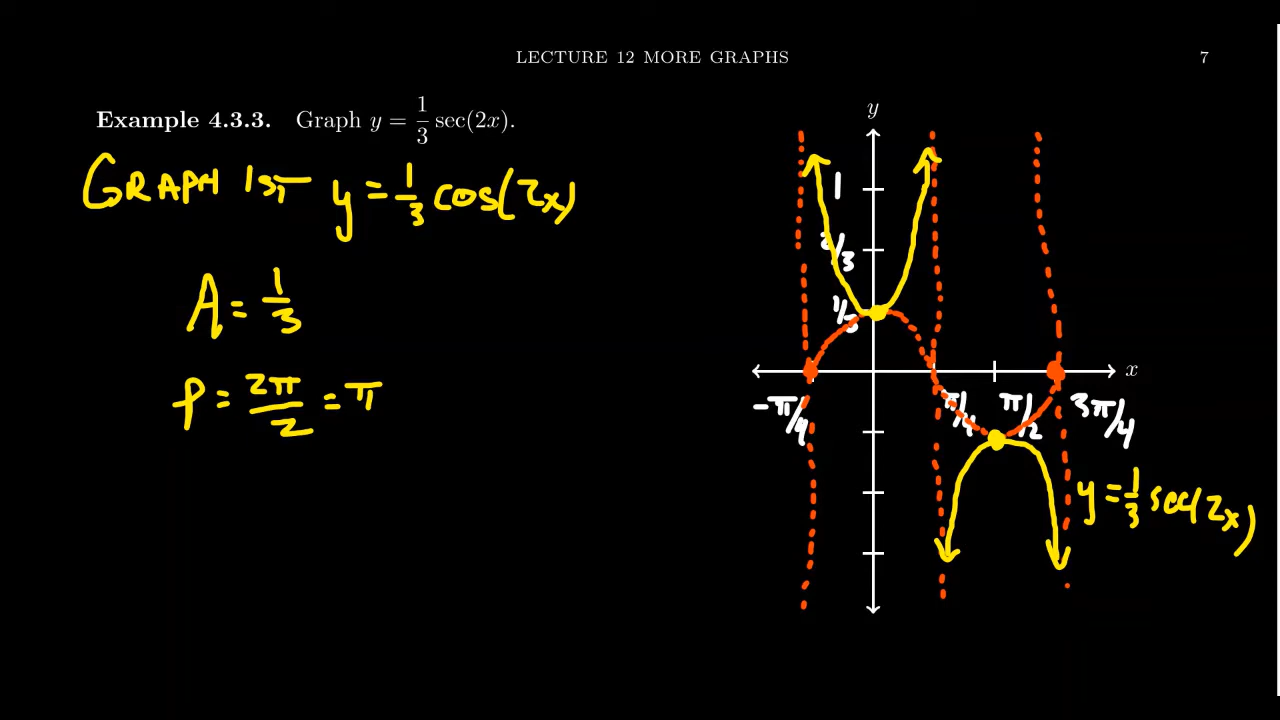 LECTURE 12 MORE GRAPHS
7
Example 4.3.3. Graph y = 1/3 sec(2x).
GRAPH 1ST y = 1/3 cos(2x)
A = 1/3
P = 2π/2 = π
y
1
2/3
1/3
x
-π/4
π/4
π/2
3π/4
y = 1/3 sec(2x)